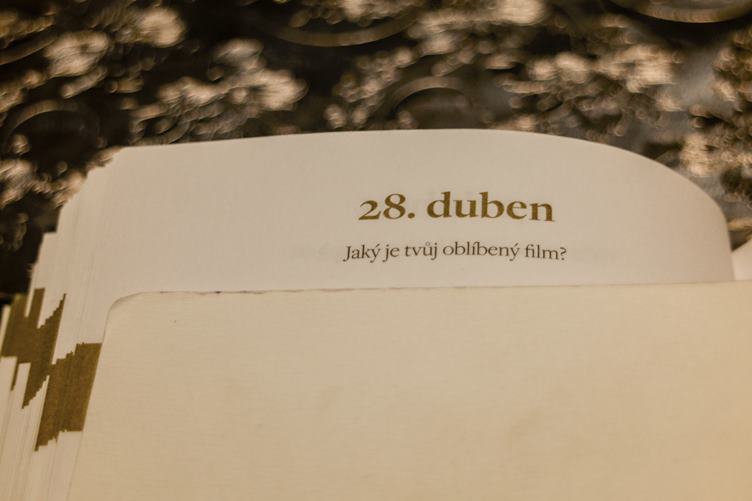 28. duben
Jaký je tvůj oblíbený film?